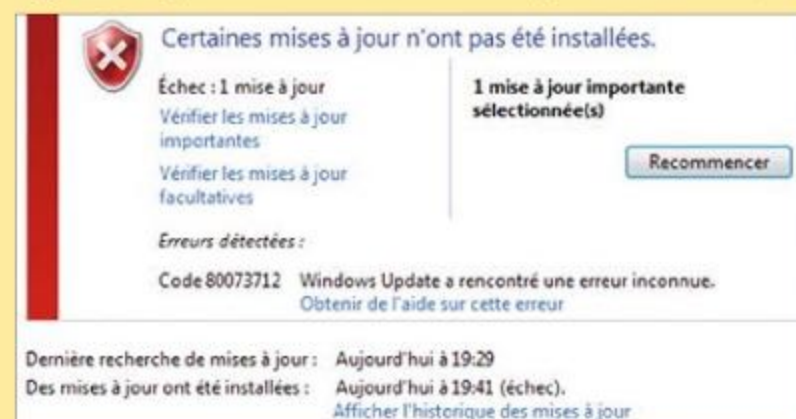 Certaines mises à jour n'ont pas été installées.
Échec : 1 mise à jour
Vérifier les mises à jour
importantes
Vérifier les mises à jour
facultatives
1 mise à jour importante
sélectionnée(s)
Recommencer
Erreurs détectées :
Code 80073712 Windows Update a rencontré une erreur inconnue.
Obtenir de l'aide sur cette erreur
Dernière recherche de mises à jour : Aujourd'hui à 19:29
Des mises à jour ont été installées : Aujourd'hui à 19:41 (échec).
Afficher l'historique des mises à jour